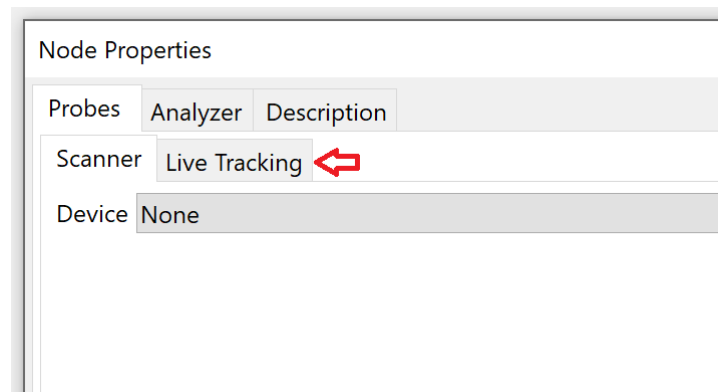 Node Properties
Probes Analyzer Description
Scanner Live Tracking
Device None